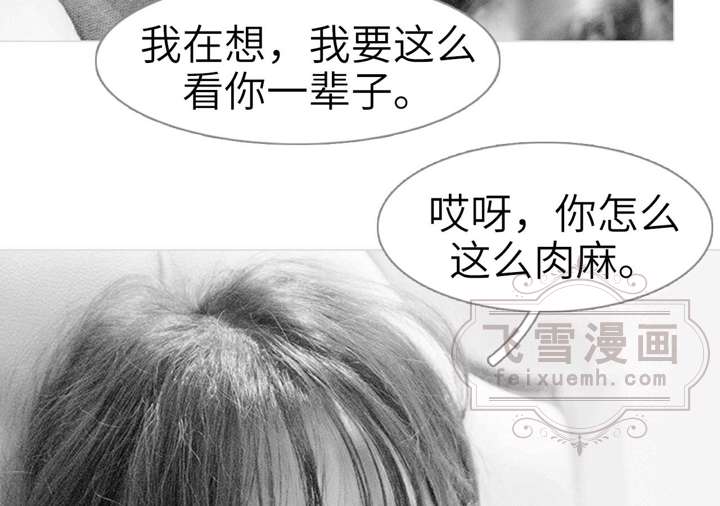 我在想，我要这么
看你一辈子。
哎呀，你怎么
这么肉麻。
飞雪漫画
feixuemh.com